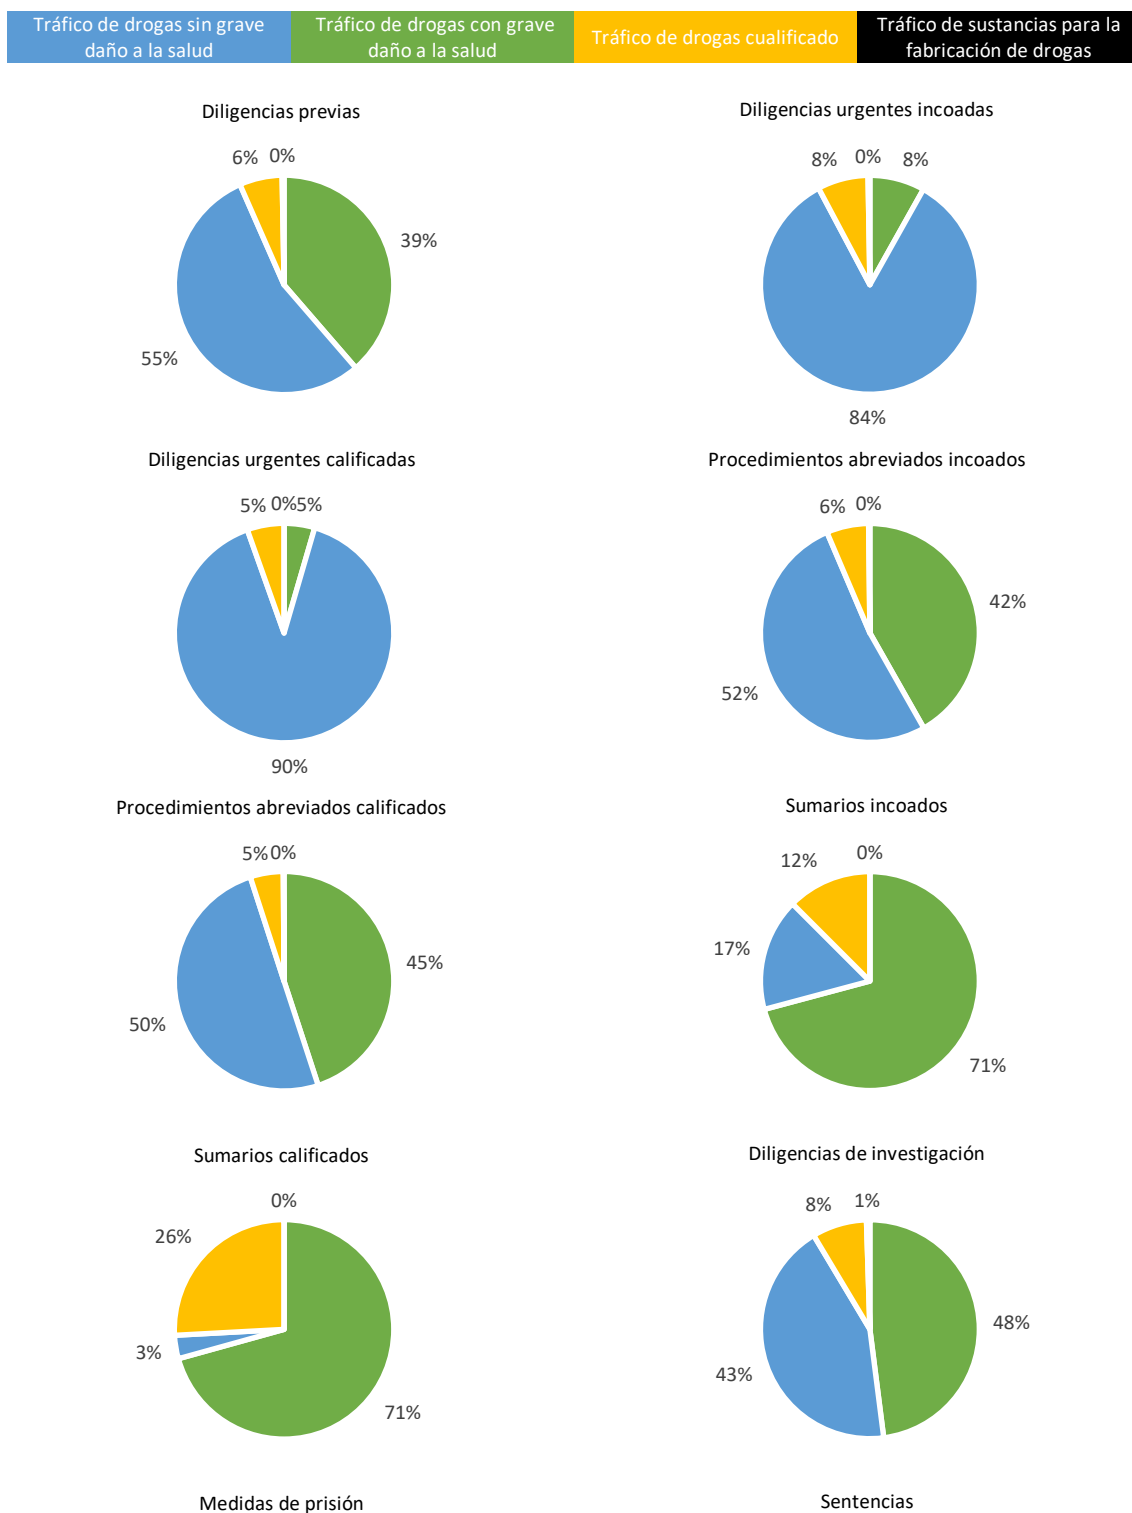 Tráfico de drogas sin grave
daño a la salud
Tráfico de drogas con grave
daño a la salud
Tráfico de drogas cualificado
Tráfico de sustancias para la
fabricación de drogas
Diligencias previas
6% 0%
39%
55%
Diligencias urgentes incoadas
8% 0% 8%
84%
Diligencias urgentes calificadas
5% 0% 5%
90%
Procedimientos abreviados incoados
6% 0%
42%
52%
Procedimientos abreviados calificados
5% 0%
45%
50%
Sumarios incoados
12% 0%
17%
71%
Sumarios calificados
0%
26%
3%
71%
Diligencias de investigación
8% 1%
48%
43%
Medidas de prisión
Sentencias